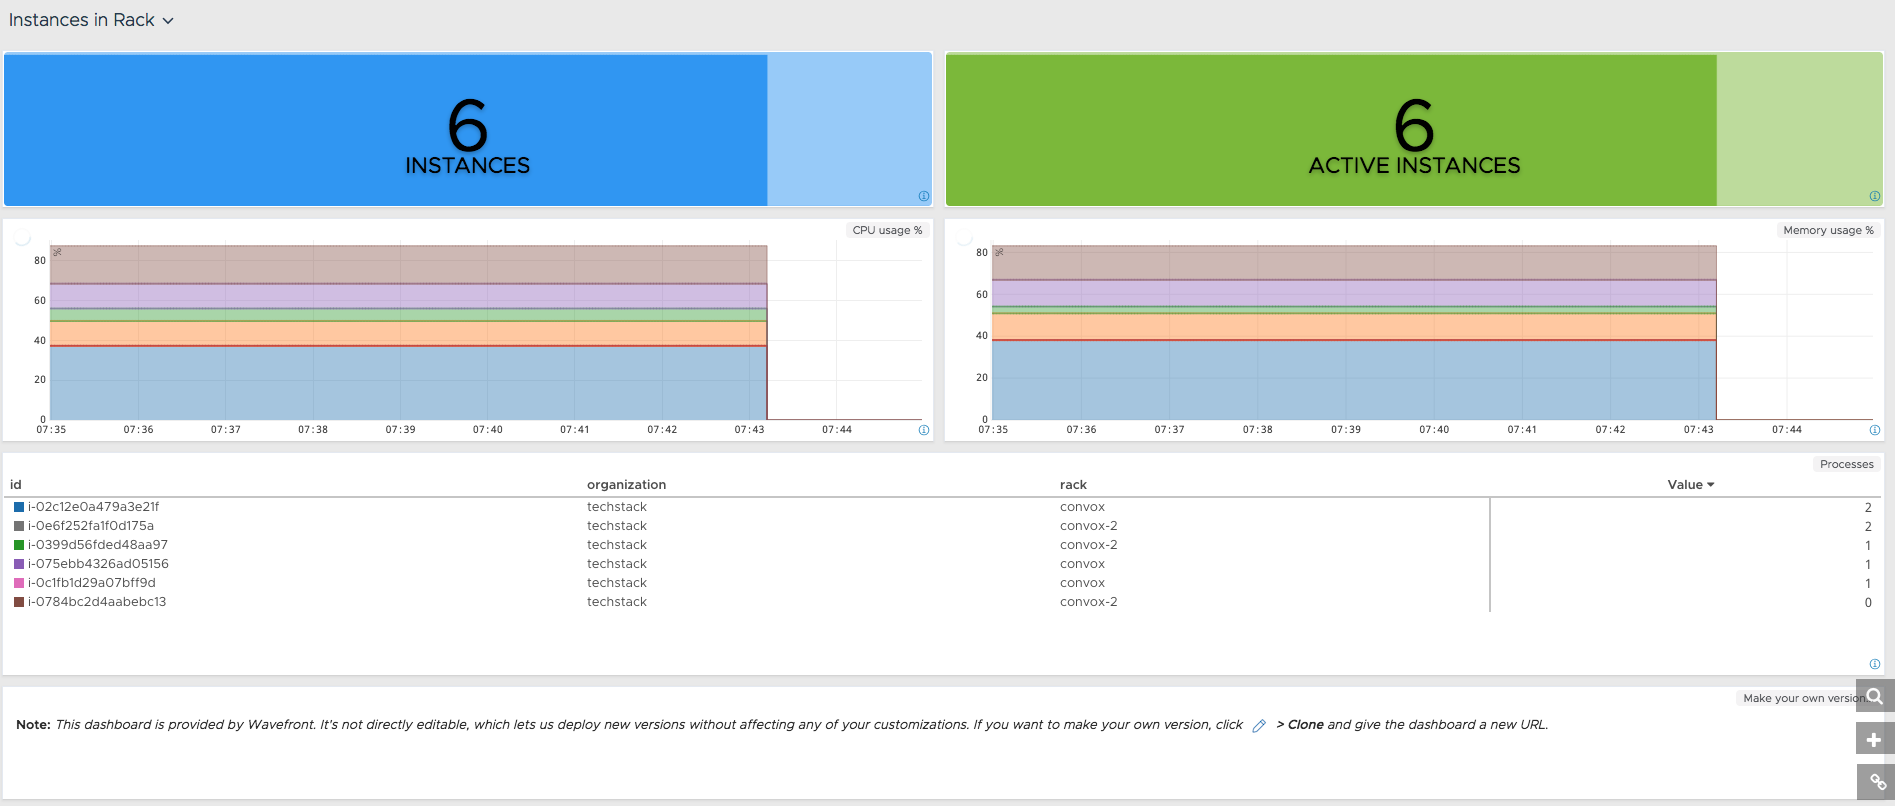 Instances in Rack
6
INSTANCES
6
ACTIVE INSTANCES
CPU usage %
%
80
60
40
20
0
07:35 07:36 07:37 07:38 07:39 07:40 07:41 07:42 07:43 07:44
Memory usage %
%
80
60
40
20
0
07:35 07:36 07:37 07:38 07:39 07:40 07:41 07:42 07:43 07:44
Processes
id organization rack Value
i-02c12e0a479a3e21f techstack convox 2
i-0e6f252fa1f0d175a techstack convox-2 2
i-0399d56fded48aa97 techstack convox-2 1
i-075ebb4326ad05156 techstack convox 1
i-0c1fb1d29a07bff9d techstack convox 1
i-0784bc2d4aabebc13 techstack convox-2 0
Make your own version
Note: This dashboard is provided by Wavefront. It's not directly editable, which lets us deploy new versions without affecting any of your customizations. If you want to make your own version, click > Clone and give the dashboard a new URL.